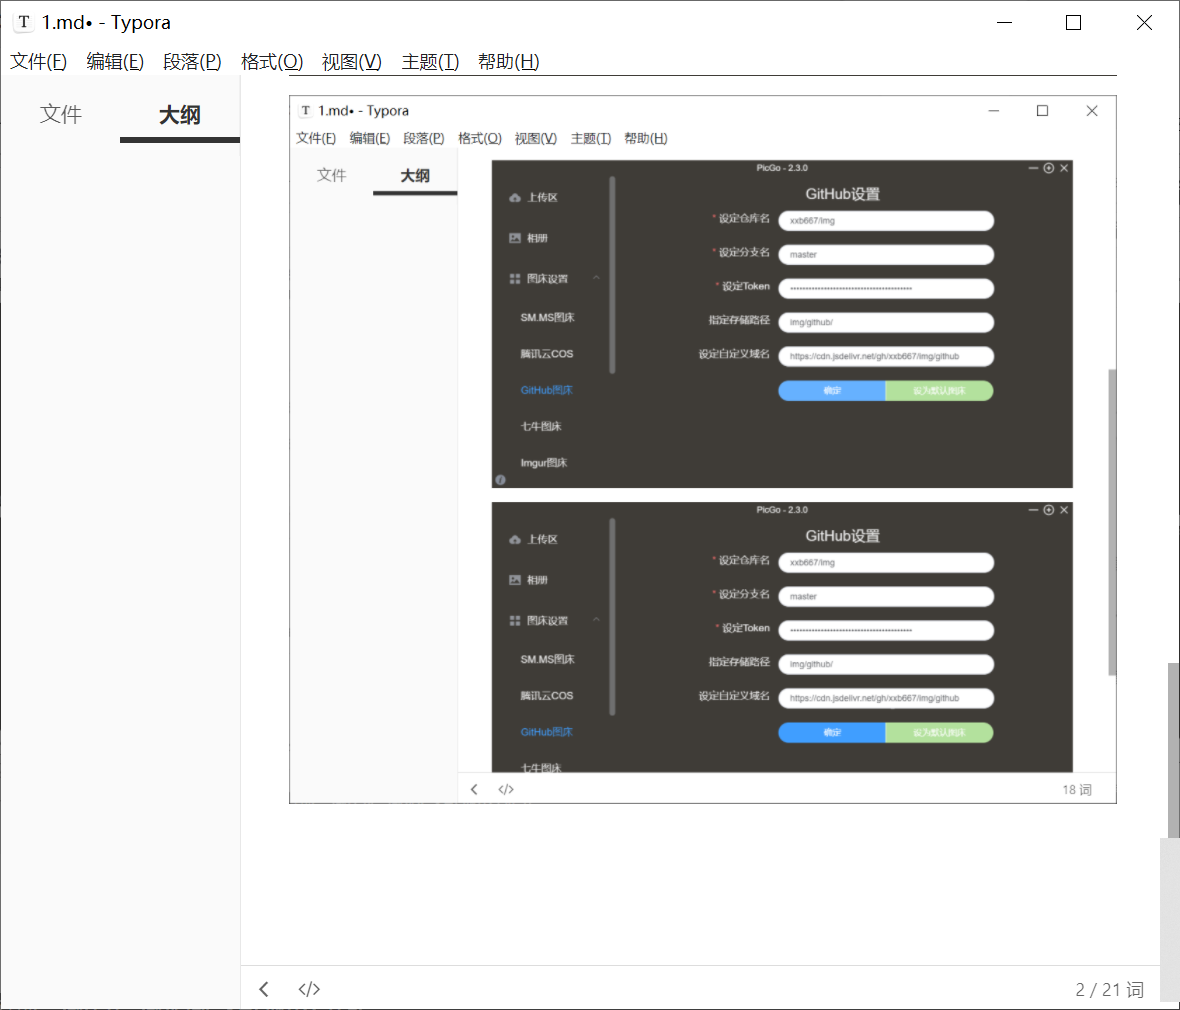 T 1.md• - Typora
文件(F) 编辑(E) 段落(P) 格式(O) 视图(V) 主题(T) 帮助(H)
文件 大纲
T 1.md• - Typora
文件(F) 编辑(E) 段落(P) 格式(O) 视图(V) 主题(T) 帮助(H)
文件 大纲
PicGo - 2.3.0
上传区
相册
图床设置
SM.MS图床
腾讯云COS
GitHub图床
七牛图床
Imgur图床
GitHub设置
* 设定仓库名 xxb667/img
* 设定分支名 master
* 设定Token ••••••••••••••••••••••••••••••••••••••••
指定存储路径 img/github/
设定自定义域名 https://cdn.jsdelivr.net/gh/xxb667/img/github
确定 设为默认图床
PicGo - 2.3.0
上传区
相册
图床设置
SM.MS图床
腾讯云COS
GitHub图床
七牛图床
GitHub设置
* 设定仓库名 xxb667/img
* 设定分支名 master
* 设定Token ••••••••••••••••••••••••••••••••••••••••
指定存储路径 img/github/
设定自定义域名 https://cdn.jsdelivr.net/gh/xxb667/img/github
确定 设为默认图床
</> 18 词
</> 2 / 21 词